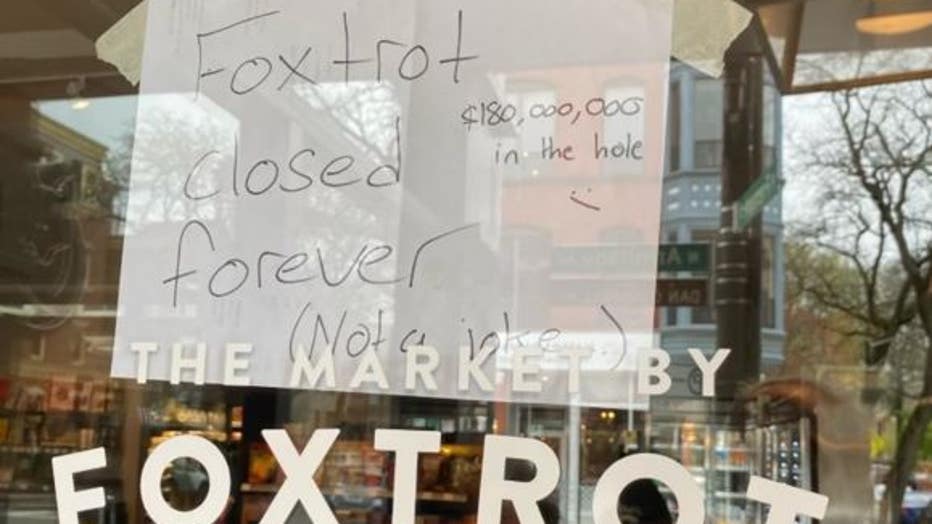 Foxtrot
$180,000,000
in the hole
:)
closed
forever
(Not a joke.)
THE MARKET BY
FOXTROT